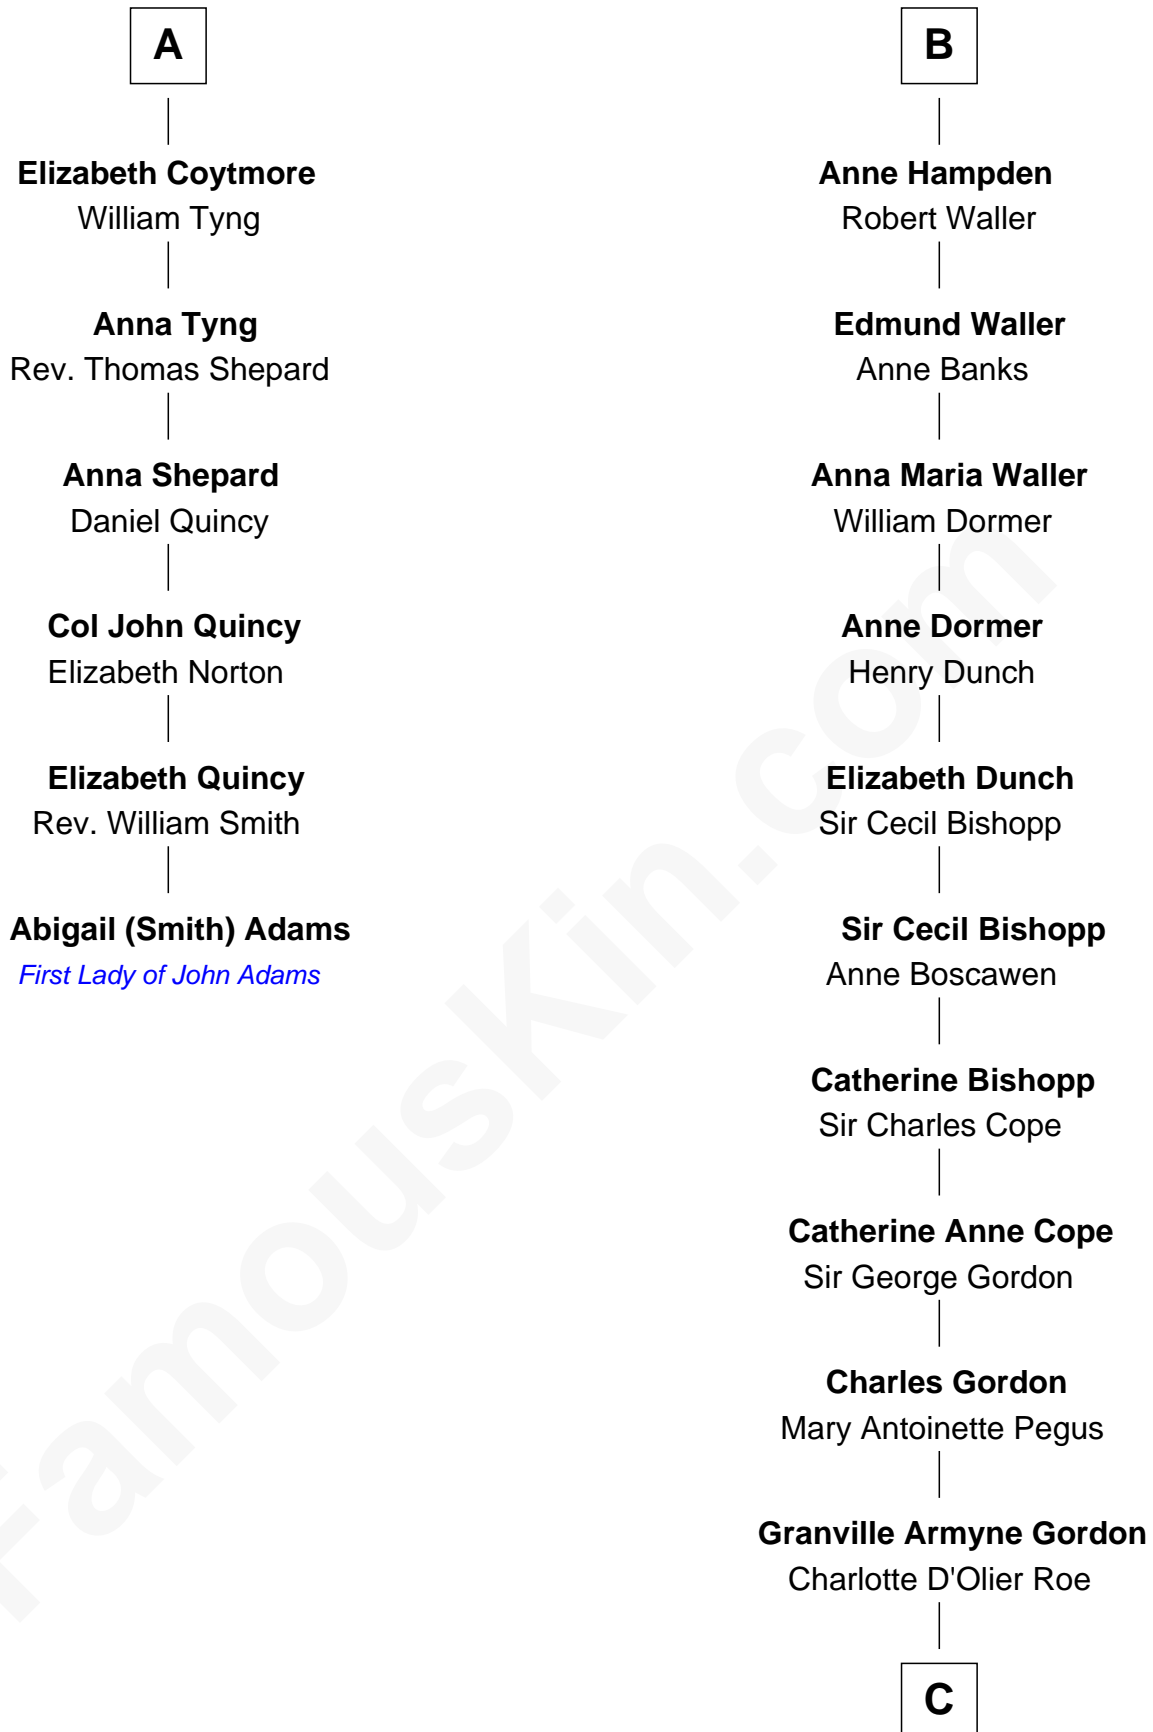 A
Elizabeth Coytmore
William Tyng
Anna Tyng
Rev. Thomas Shepard
Anna Shepard
Daniel Quincy
Col John Quincy
Elizabeth Norton
Elizabeth Quincy
Rev. William Smith
Abigail (Smith) Adams
First Lady of John Adams
B
Anne Hampden
Robert Waller
Edmund Waller
Anne Banks
Anna Maria Waller
William Dormer
Anne Dormer
Henry Dunch
Elizabeth Dunch
Sir Cecil Bishopp
Sir Cecil Bishopp
Anne Boscawen
Catherine Bishopp
Sir Charles Cope
Catherine Anne Cope
Sir George Gordon
Charles Gordon
Mary Antoinette Pegus
Granville Armyne Gordon
Charlotte D'Olier Roe
C
FamousKin.com